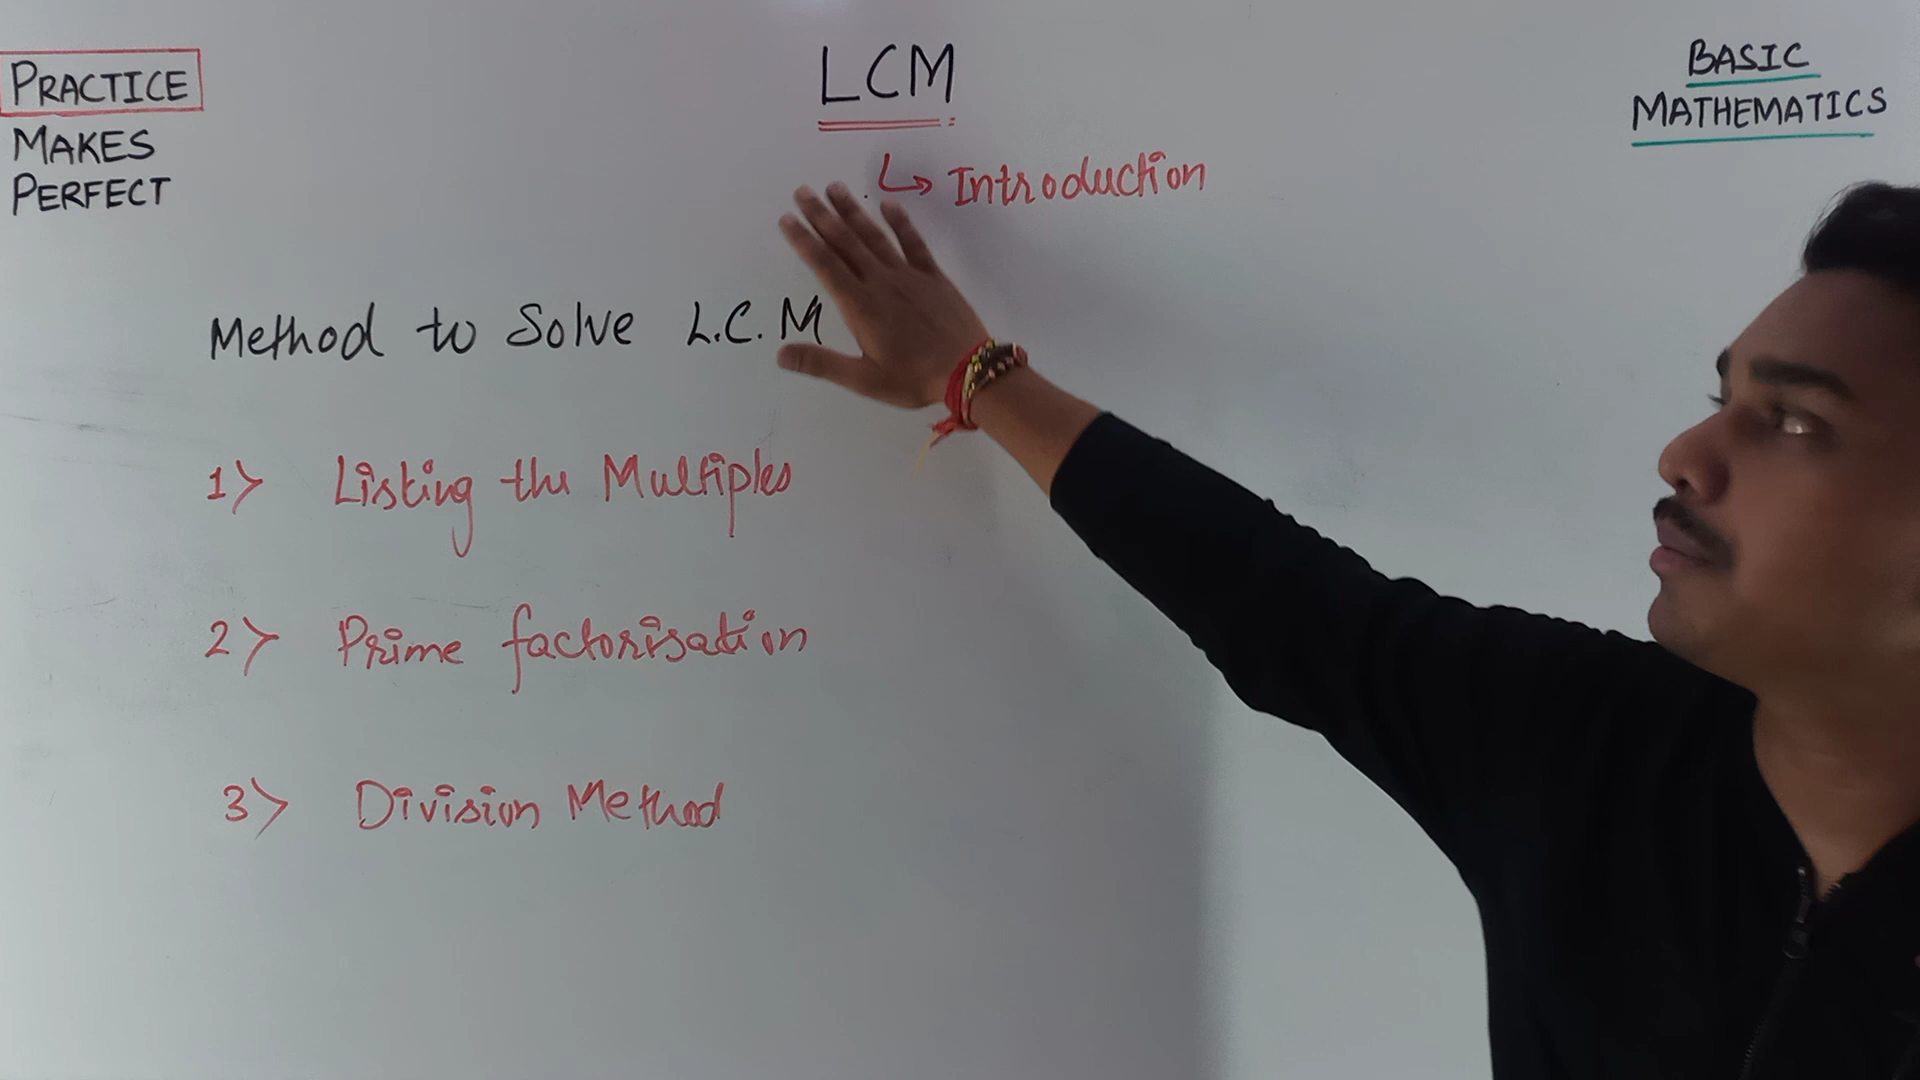 PRACTICE
MAKES
PERFECT
LCM
↳ Introduction
BASIC
MATHEMATICS
Method to Solve L.C.M
1> Listing the Multiples
2> Prime factorisation
3> Division Method